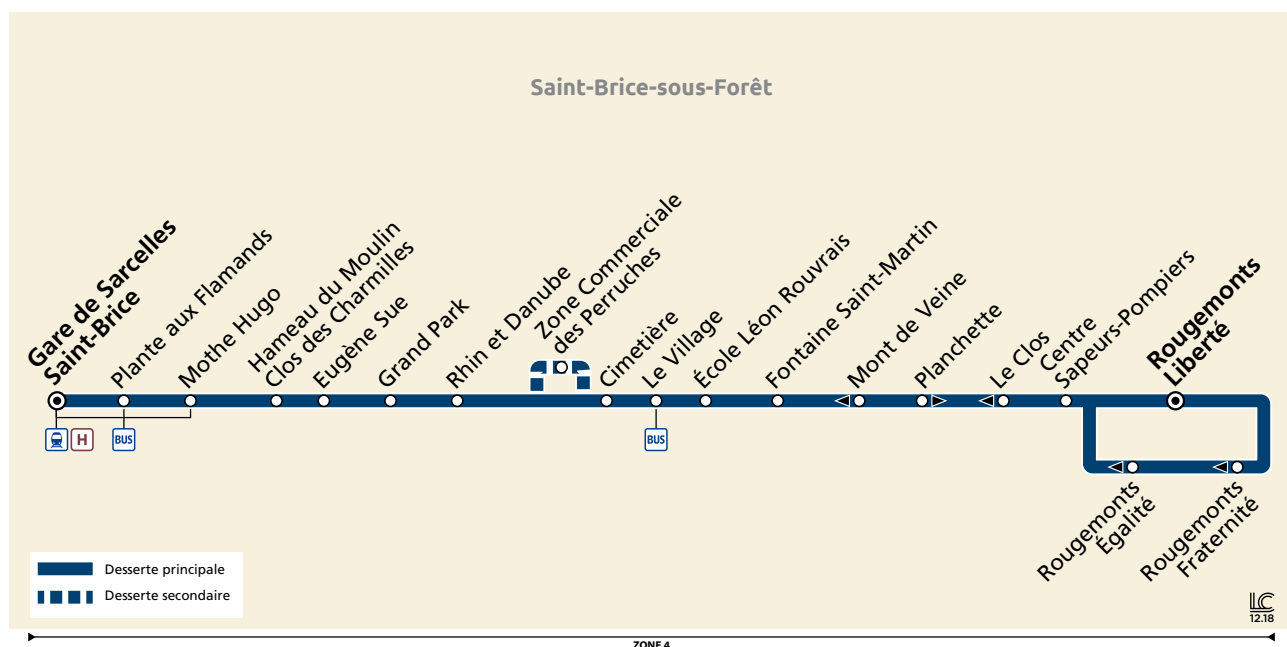 Saint-Brice-sous-Forêt
Gare de Sarcelles
Saint-Brice
Plante aux Flamands
Mothe Hugo
Hameau du Moulin
Clos des Charmilles
Eugène Sue
Grand Park
Rhin et Danube
Zone Commerciale
des Perruches
Cimetière
Le Village
École Léon Rouvrais
Fontaine Saint-Martin
Mont de Veine
Planchette
Le Clos
Centre
Sapeurs-Pompiers
Rougemonts
Liberté
H
BUS
BUS
Rougemonts
Égalité
Rougemonts
Fraternité
Desserte principale
Desserte secondaire
LC
12.18
ZONE 4